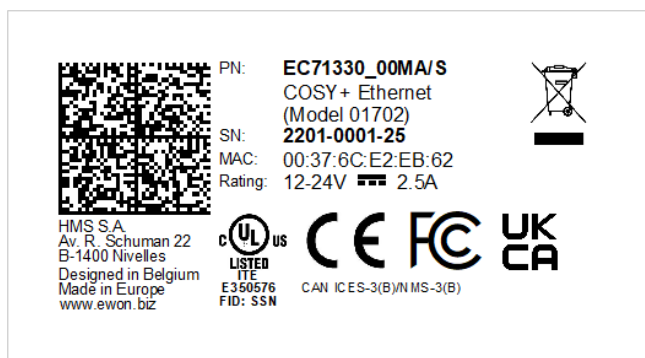 PN: EC71330_00MA/S
COSY+ Ethernet
(Model 01702)
SN: 2201-0001-25
MAC: 00:37:6C:E2:EB:62
Rating: 12-24V 2.5A
HMS S.A.
Av. R. Schuman 22
B-1400 Nivelles
Designed in Belgium
Made in Europe
www.ewon.biz
C UL US
LISTED
ITE
E350576
FID: SSN
CE
FC
CAN ICES-3(B)/NMS-3(B)
UK
CA